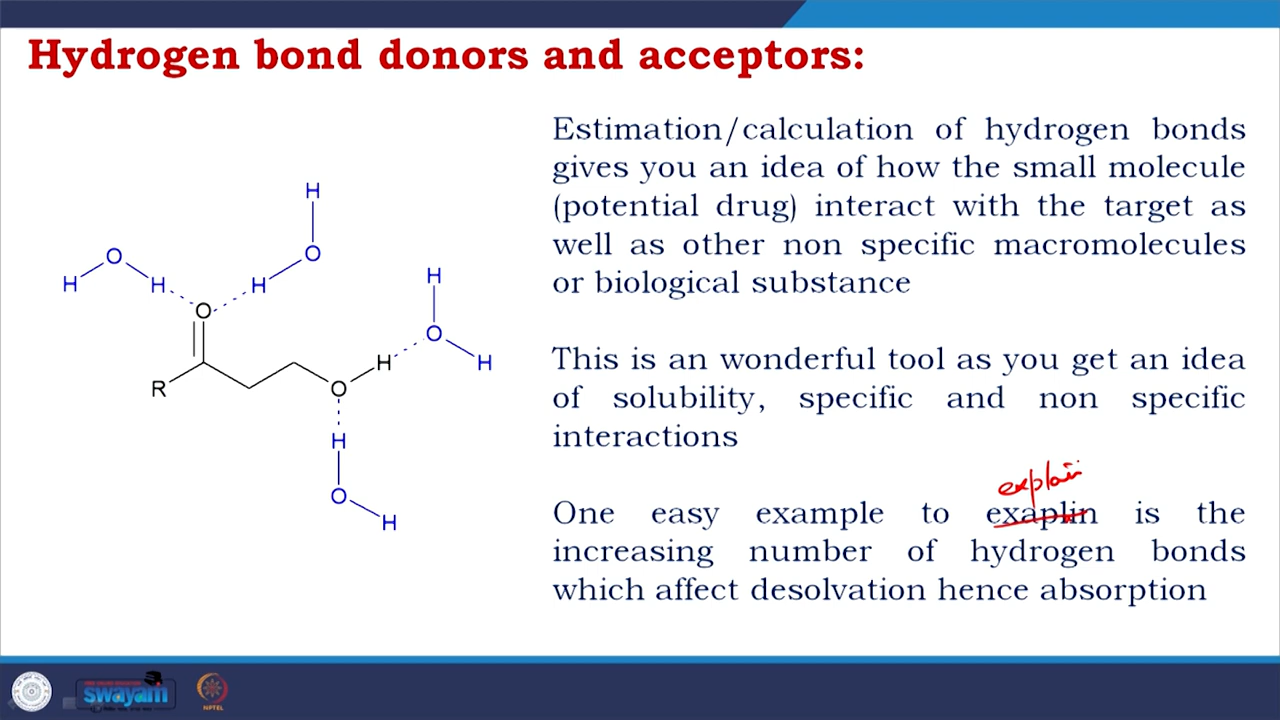 Hydrogen bond donors and acceptors:
Estimation/calculation of hydrogen bonds
gives you an idea of how the small molecule
(potential drug) interact with the target as
well as other non specific macromolecules
or biological substance
This is an wonderful tool as you get an idea
of solubility, specific and non specific
interactions
explain
One easy example to exaplin is the
increasing number of hydrogen bonds
which affect desolvation hence absorption
H
O
O
H
H
H
H
O
O
H
H
R
O
H
O
H
swayam
NPTEL